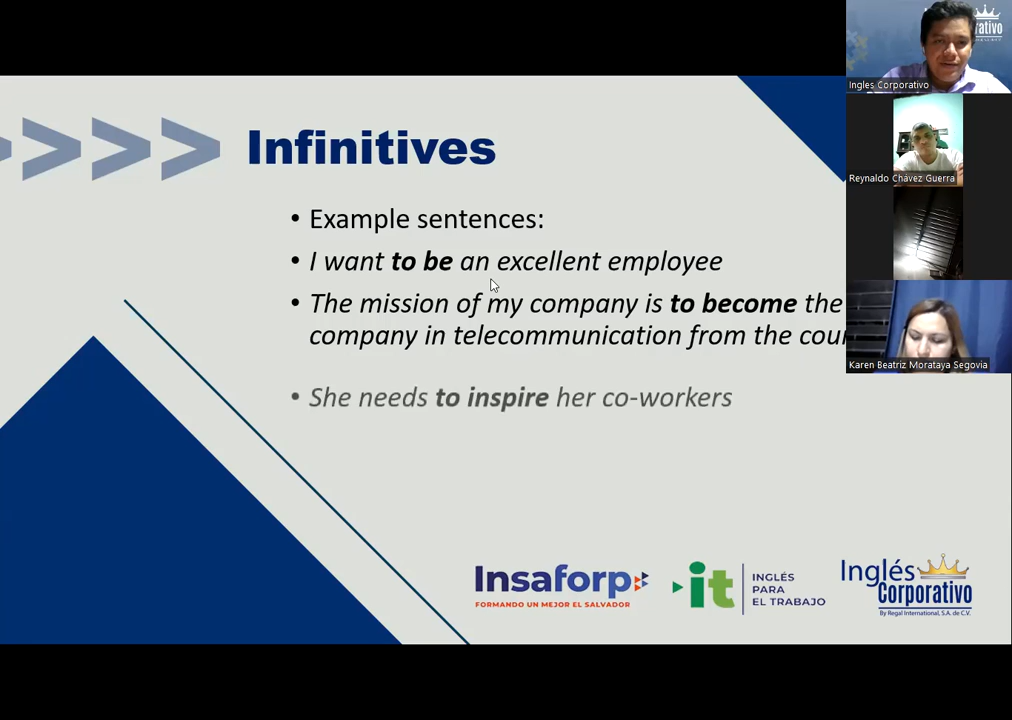 Infinitives
• Example sentences:
• I want to be an excellent employee
• The mission of my company is to become the
company in telecommunication from the
• She needs to inspire her co-workers
Insaforp
FORMANDO UN MEJOR EL SALVADOR
it
INGLÉS
PARA
EL TRABAJO
Inglés
Corporativo
By Regal International, S.A. de C.V.
Ingles Corporativo
Reynaldo Chávez Guerra
Karen Beatriz Morataya Segovia